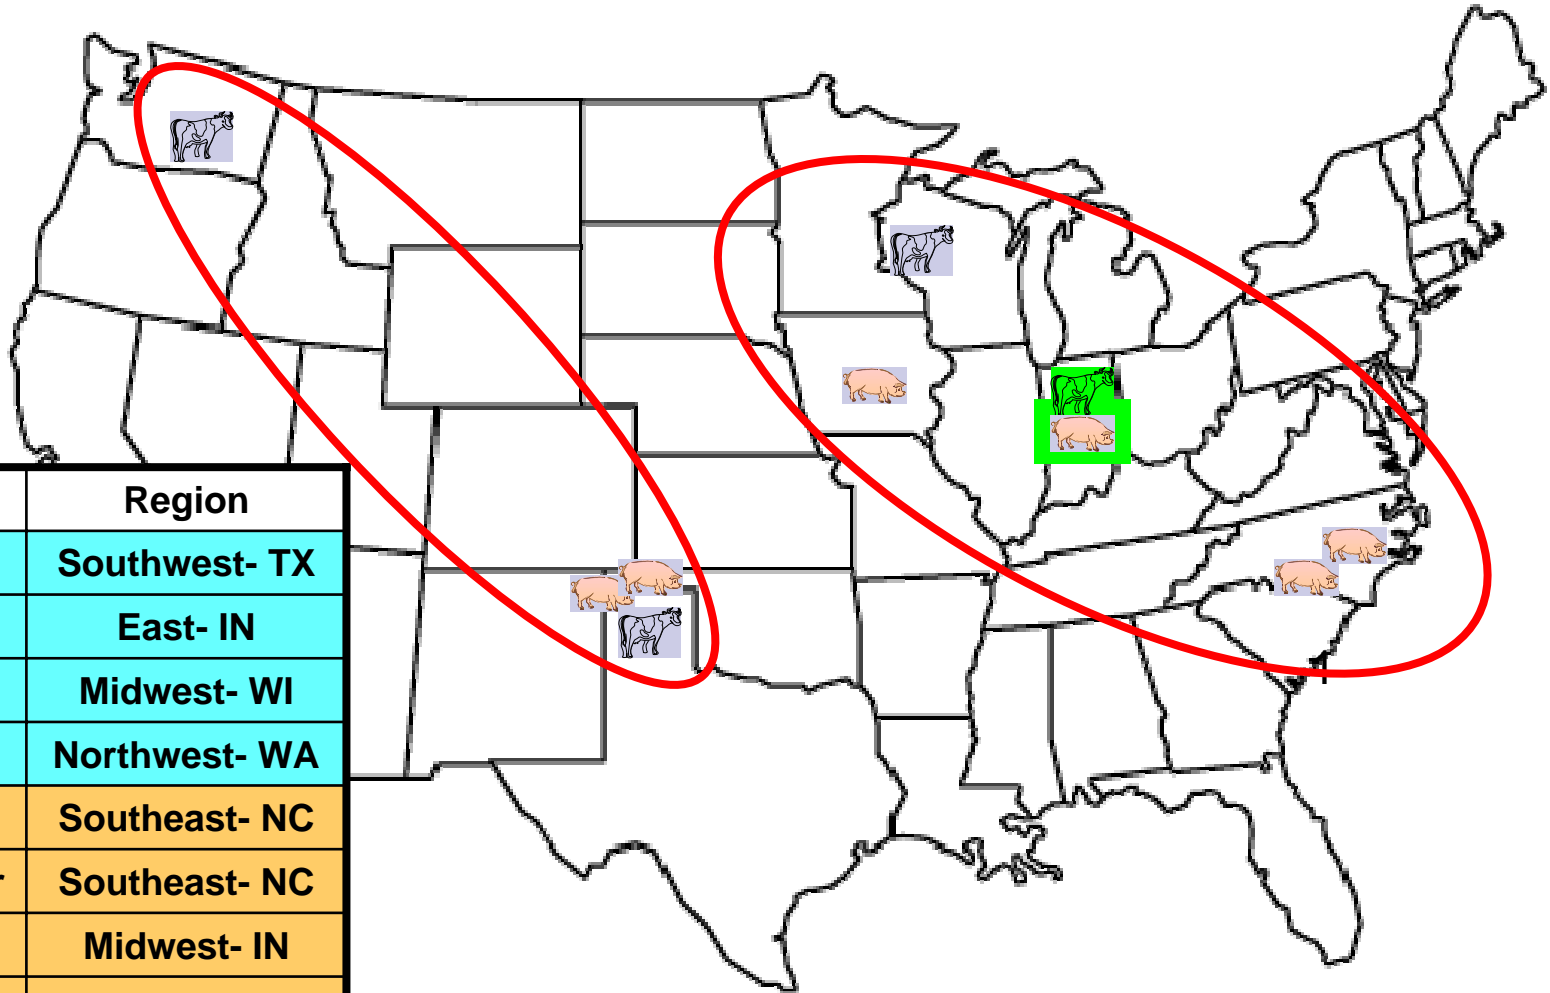 Region
Southwest- TX
East- IN
Midwest- WI
Northwest- WA
Southeast- NC
Southeast- NC
Midwest- IN